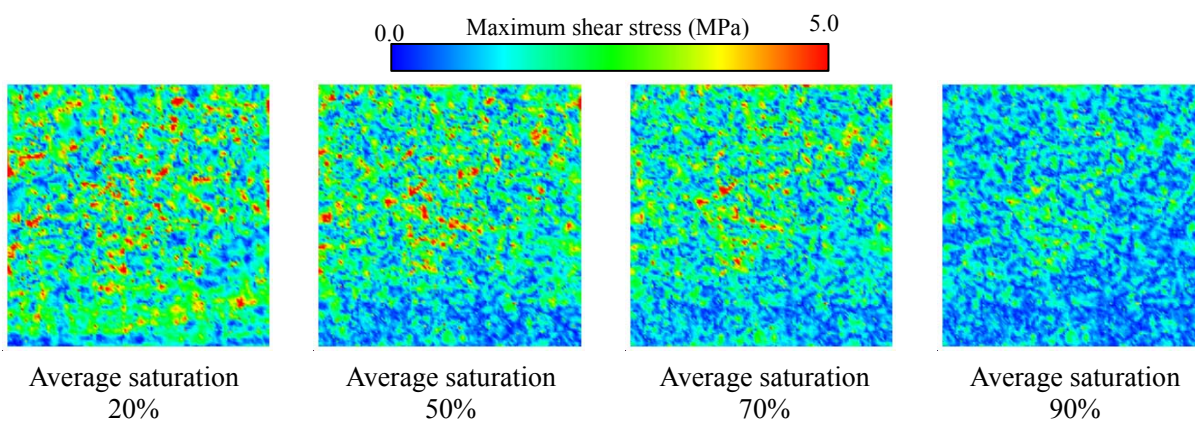 Maximum shear stress (MPa)
0.0
5.0
Average saturation
20%
Average saturation
50%
Average saturation
70%
Average saturation
90%